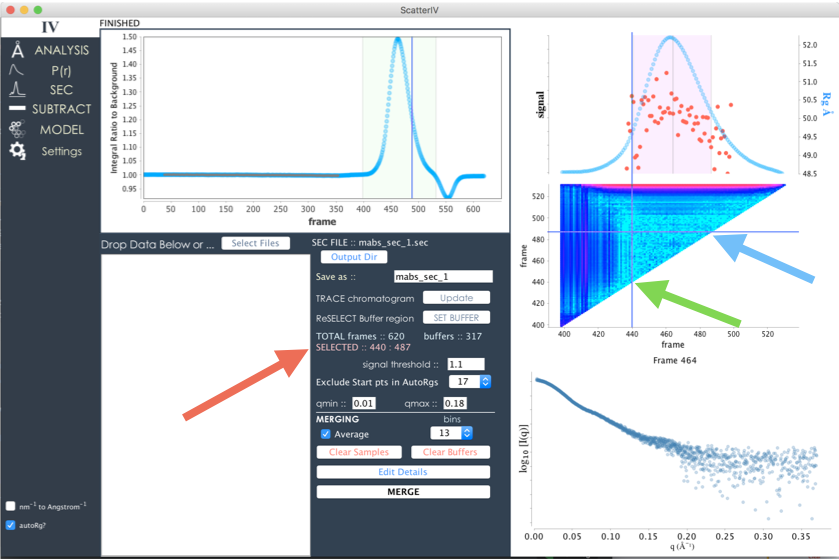 ScatterIV
IV
FINISHED
ANALYSIS
P(r)
SEC
SUBTRACT
MODEL
Settings
Integral Ratio to Background
1.50
1.45
1.40
1.35
1.30
1.25
1.20
1.15
1.10
1.05
1.00
0.95
0 50 100 150 200 250 300 350 400 450 500 550 600
frame
signal
52.0
51.5
51.0
50.5
50.0
49.5
49.0
48.5
Rg Å
Drop Data Below or ... Select Files
SEC FILE :: mabs_sec_1.sec
Output Dir
Save as :: mabs_sec_1
TRACE chromatogram Update
ReSELECT Buffer region SET BUFFER
TOTAL frames :: 620 buffers :: 317
SELECTED :: 440 : 487
signal threshold :: 1.1
Exclude Start pts in AutoRgs 17
qmin :: 0.01 qmax :: 0.18
MERGING bins
Average 13
Clear Samples Clear Buffers
Edit Details
MERGE
nm⁻¹ to Angstrom⁻¹
autoRg?
frame
520
500
480
460
440
420
400
400 420 440 460 480 500 520
frame
Frame 464
log₁₀ [I(q)]
0.00 0.05 0.10 0.15 0.20 0.25 0.30 0.35
q (Å⁻¹)